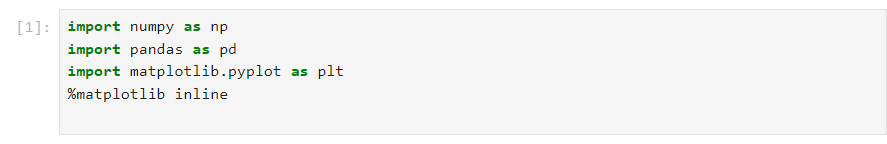 [1]: import numpy as np
import pandas as pd
import matplotlib.pyplot as plt
%matplotlib inline